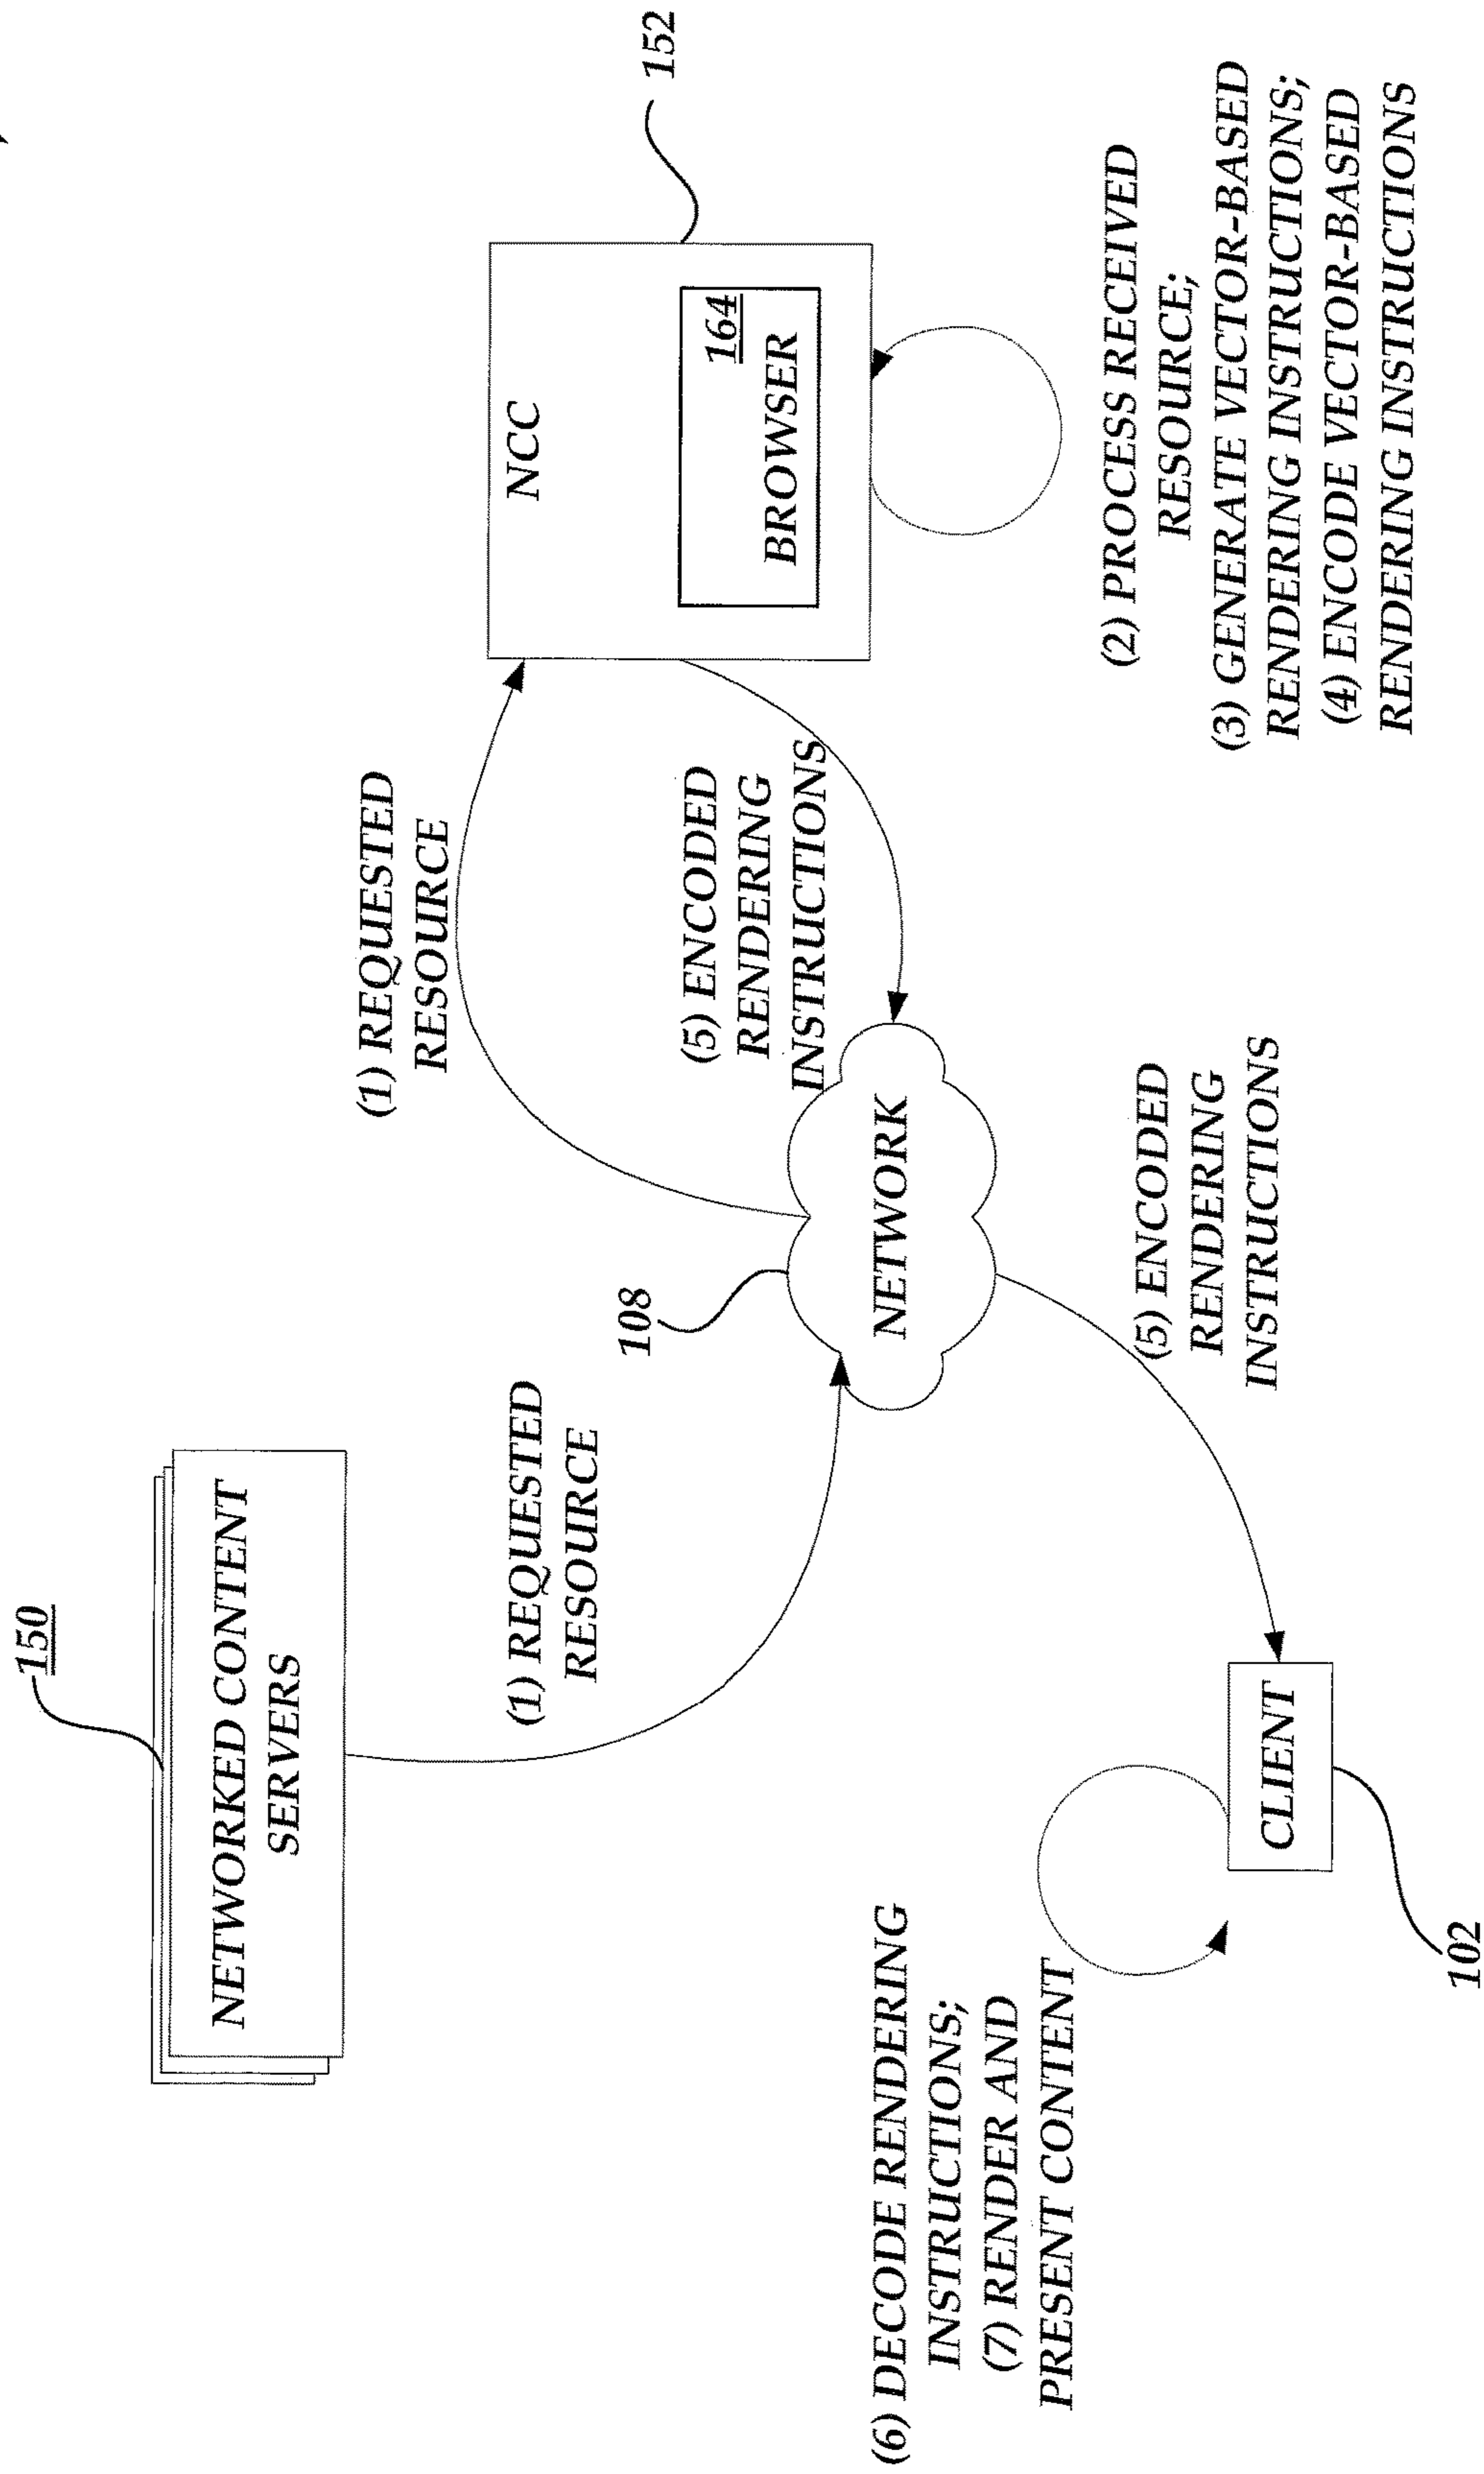 150
NETWORKED CONTENT
SERVERS
(1) REQUESTED
RESOURCE
(1) REQUESTED
RESOURCE
NCC
164
BROWSER
152
(2) PROCESS RECEIVED
RESOURCE;
(3) GENERATE VECTOR-BASED
RENDERING INSTRUCTIONS;
(4) ENCODE VECTOR-BASED
RENDERING INSTRUCTIONS
(5) ENCODED
RENDERING
INSTRUCTIONS
108
NETWORK
(5) ENCODED
RENDERING
INSTRUCTIONS
(6) DECODE RENDERING
INSTRUCTIONS;
(7) RENDER AND
PRESENT CONTENT
CLIENT
102